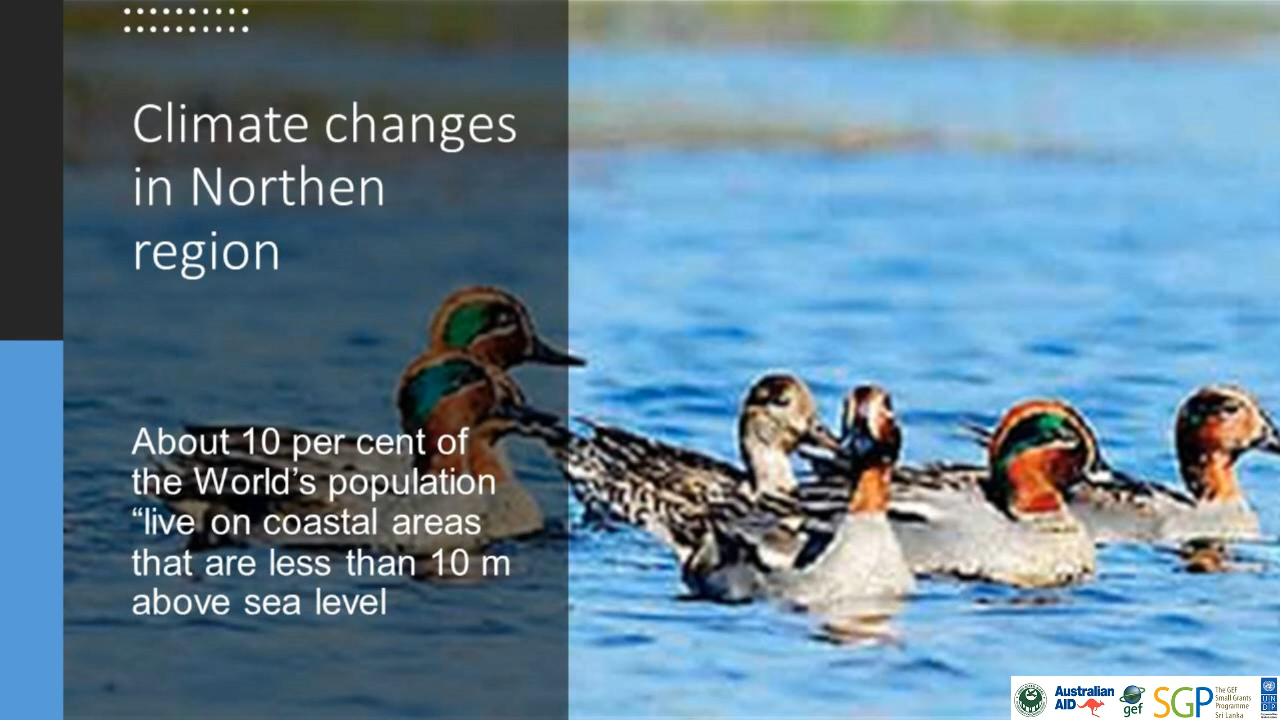 Climate changes
in Northen
region
About 10 per cent of
the World’s population
“live on coastal areas
that are less than 10 m
above sea level
Australian
AID
gef
SGP
The GEF
Small Grants
Programme
Sri Lanka
U N
D P